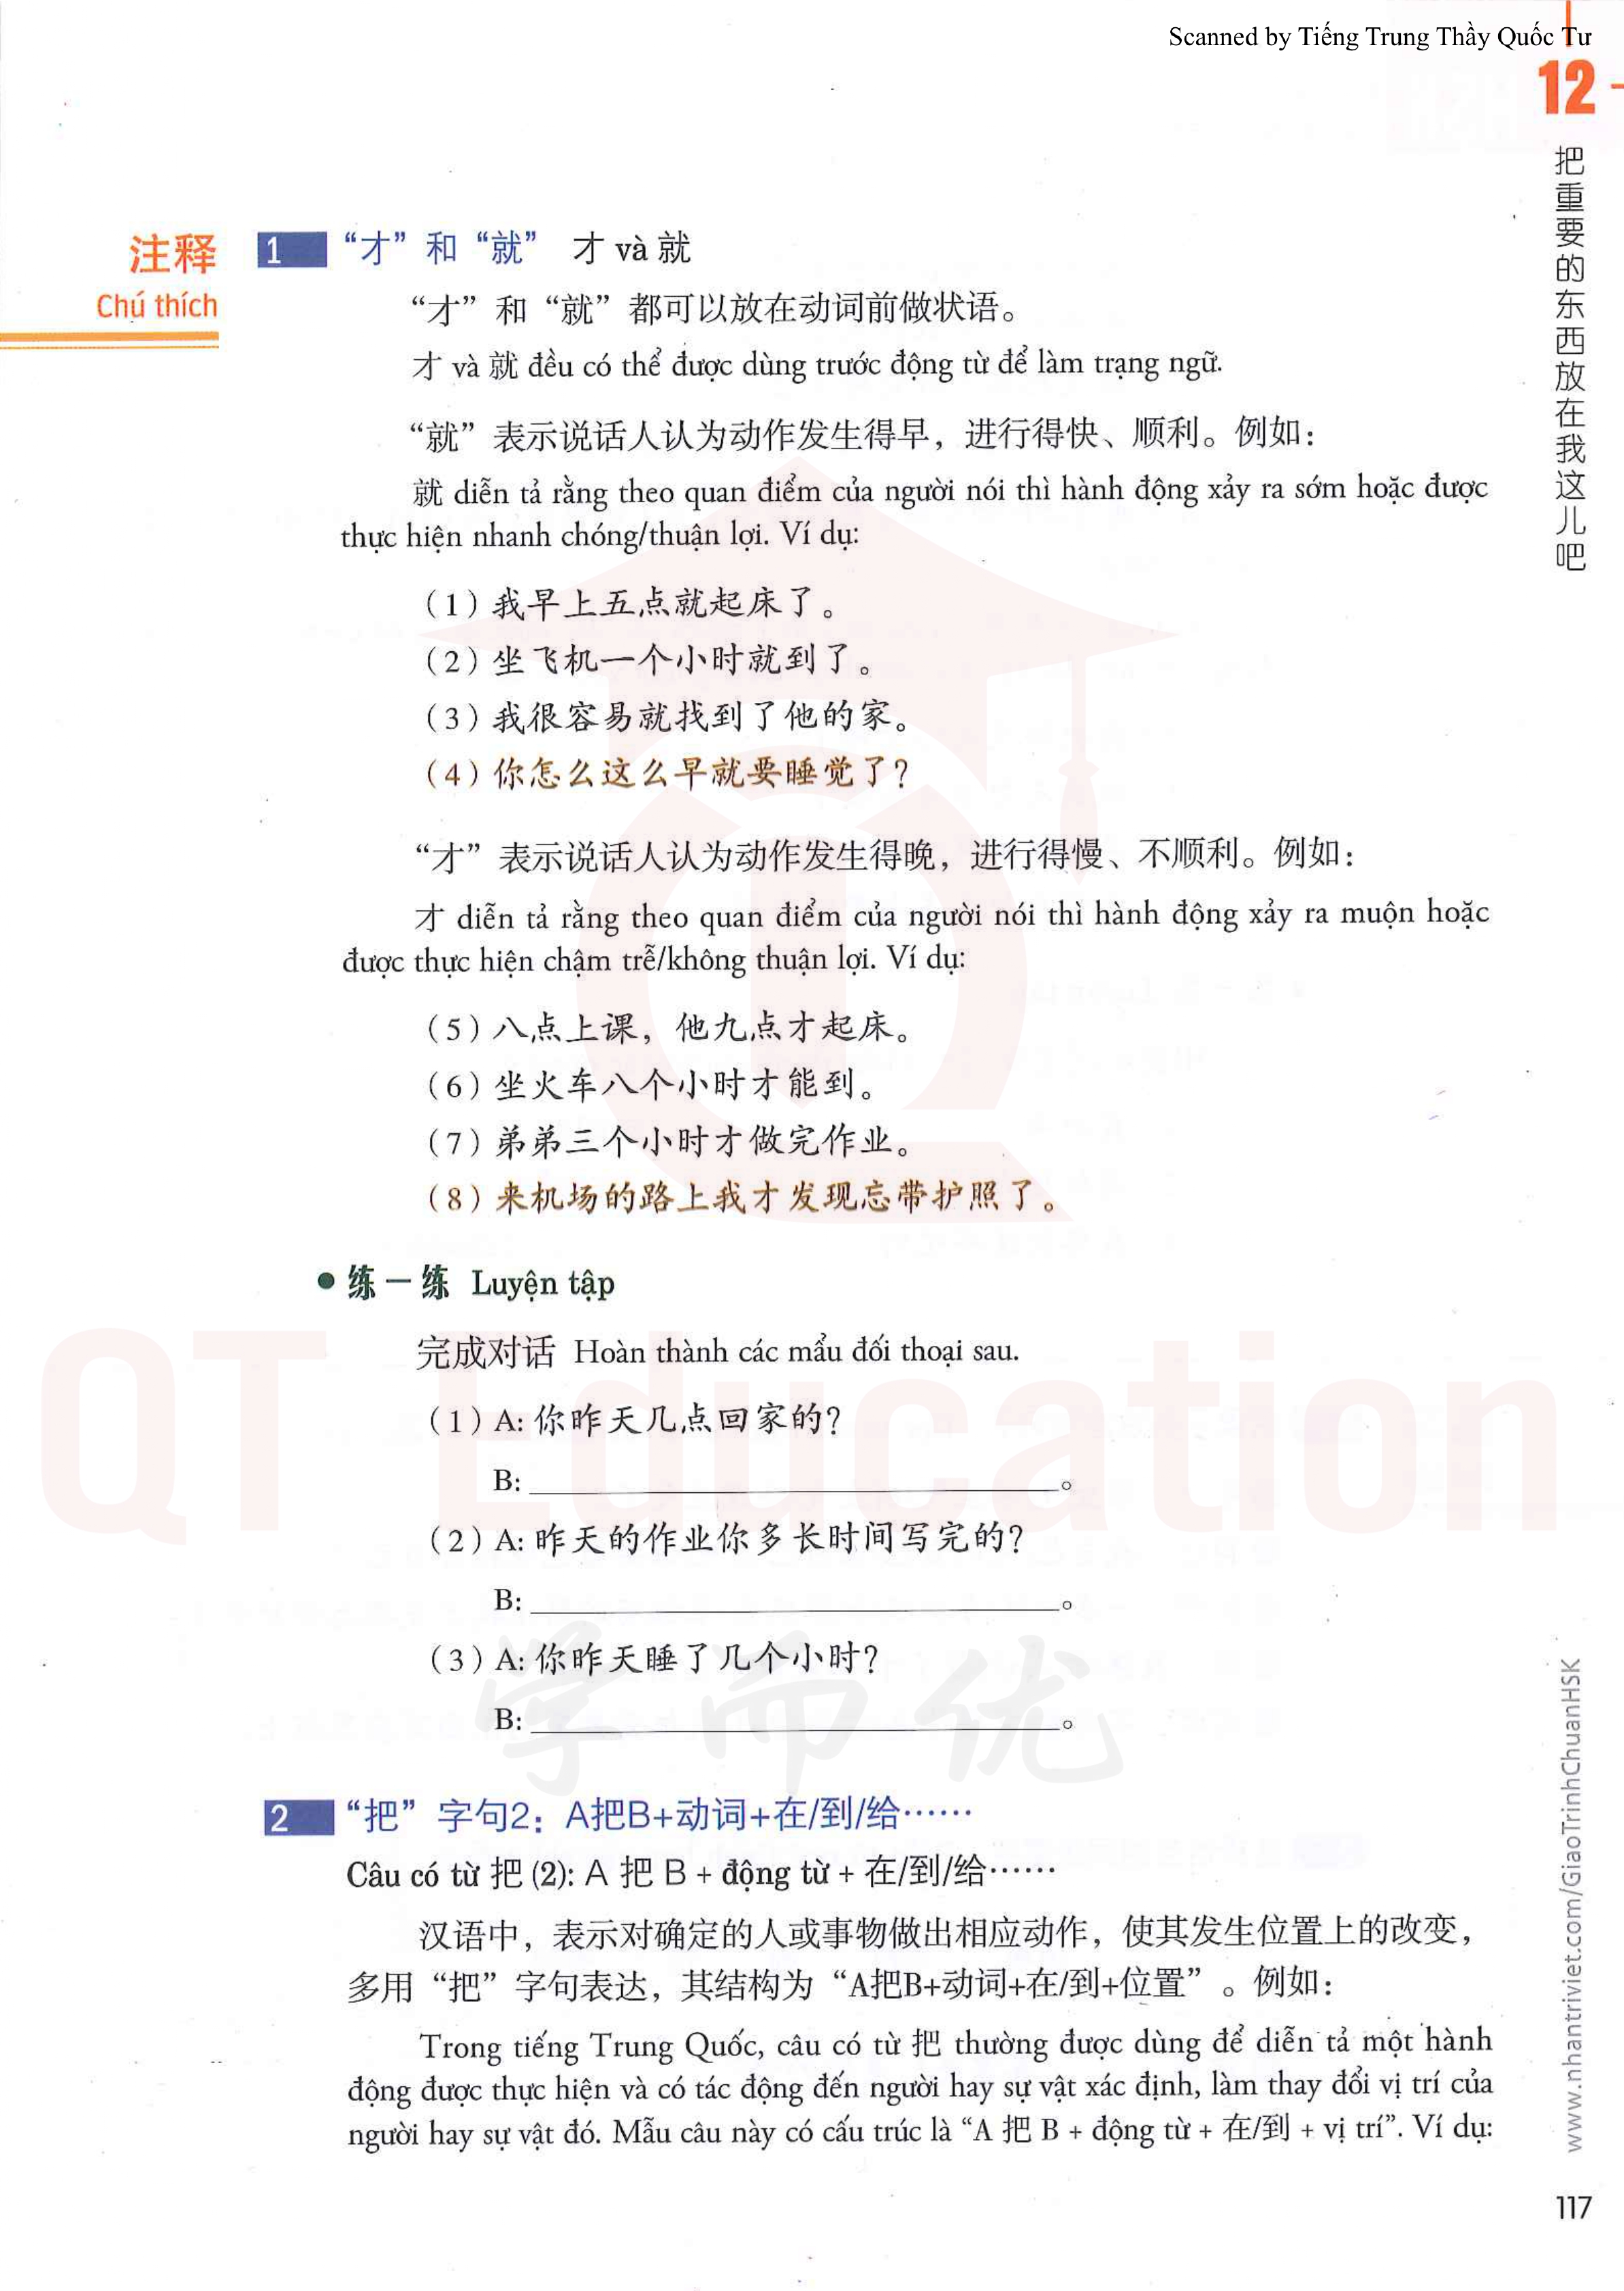 Scanned by Tiếng Trung Thầy Quốc Tư
12
把重要的东西放在我这儿吧
注释
Chú thích
1 “才”和“就” 才 và 就
“才”和“就”都可以放在动词前做状语。
才 và 就 đều có thể được dùng trước động từ để làm trạng ngữ.
“就”表示说话人认为动作发生得早，进行得快、顺利。例如：
就 diễn tả rằng theo quan điểm của người nói thì hành động xảy ra sớm hoặc được
thực hiện nhanh chóng/thuận lợi. Ví dụ:
（1）我早上五点就起床了。
（2）坐飞机一个小时就到了。
（3）我很容易就找到了他的家。
（4）你怎么这么早就要睡觉了？
“才”表示说话人认为动作发生得晚，进行得慢、不顺利。例如：
才 diễn tả rằng theo quan điểm của người nói thì hành động xảy ra muộn hoặc
được thực hiện chậm trễ/không thuận lợi. Ví dụ:
（5）八点上课，他九点才起床。
（6）坐火车八个小时才能到。
（7）弟弟三个小时才做完作业。
（8）来机场的路上我才发现忘带护照了。
●练一练 Luyện tập
完成对话 Hoàn thành các mẩu đối thoại sau.
（1）A: 你昨天几点回家的？
B: ____________________。
（2）A: 昨天的作业你多长时间写完的？
B: ____________________。
（3）A: 你昨天睡了几个小时？
B: ____________________。
2 “把”字句2：A把B+动词+在/到/给……
Câu có từ 把 (2): A 把 B + động từ + 在/到/给……
汉语中，表示对确定的人或事物做出相应动作，使其发生位置上的改变，
多用“把”字句表达，其结构为“A把B+动词+在/到+位置”。例如：
Trong tiếng Trung Quốc, câu có từ 把 thường được dùng để diễn tả một hành
động được thực hiện và có tác động đến người hay sự vật xác định, làm thay đổi vị trí của
người hay sự vật đó. Mẫu câu này có cấu trúc là “A 把 B + động từ + 在/到 + vị trí”. Ví dụ:
www.nhantriviet.com/GiaoTrinhChuanHSK
117
QT Education
学而优